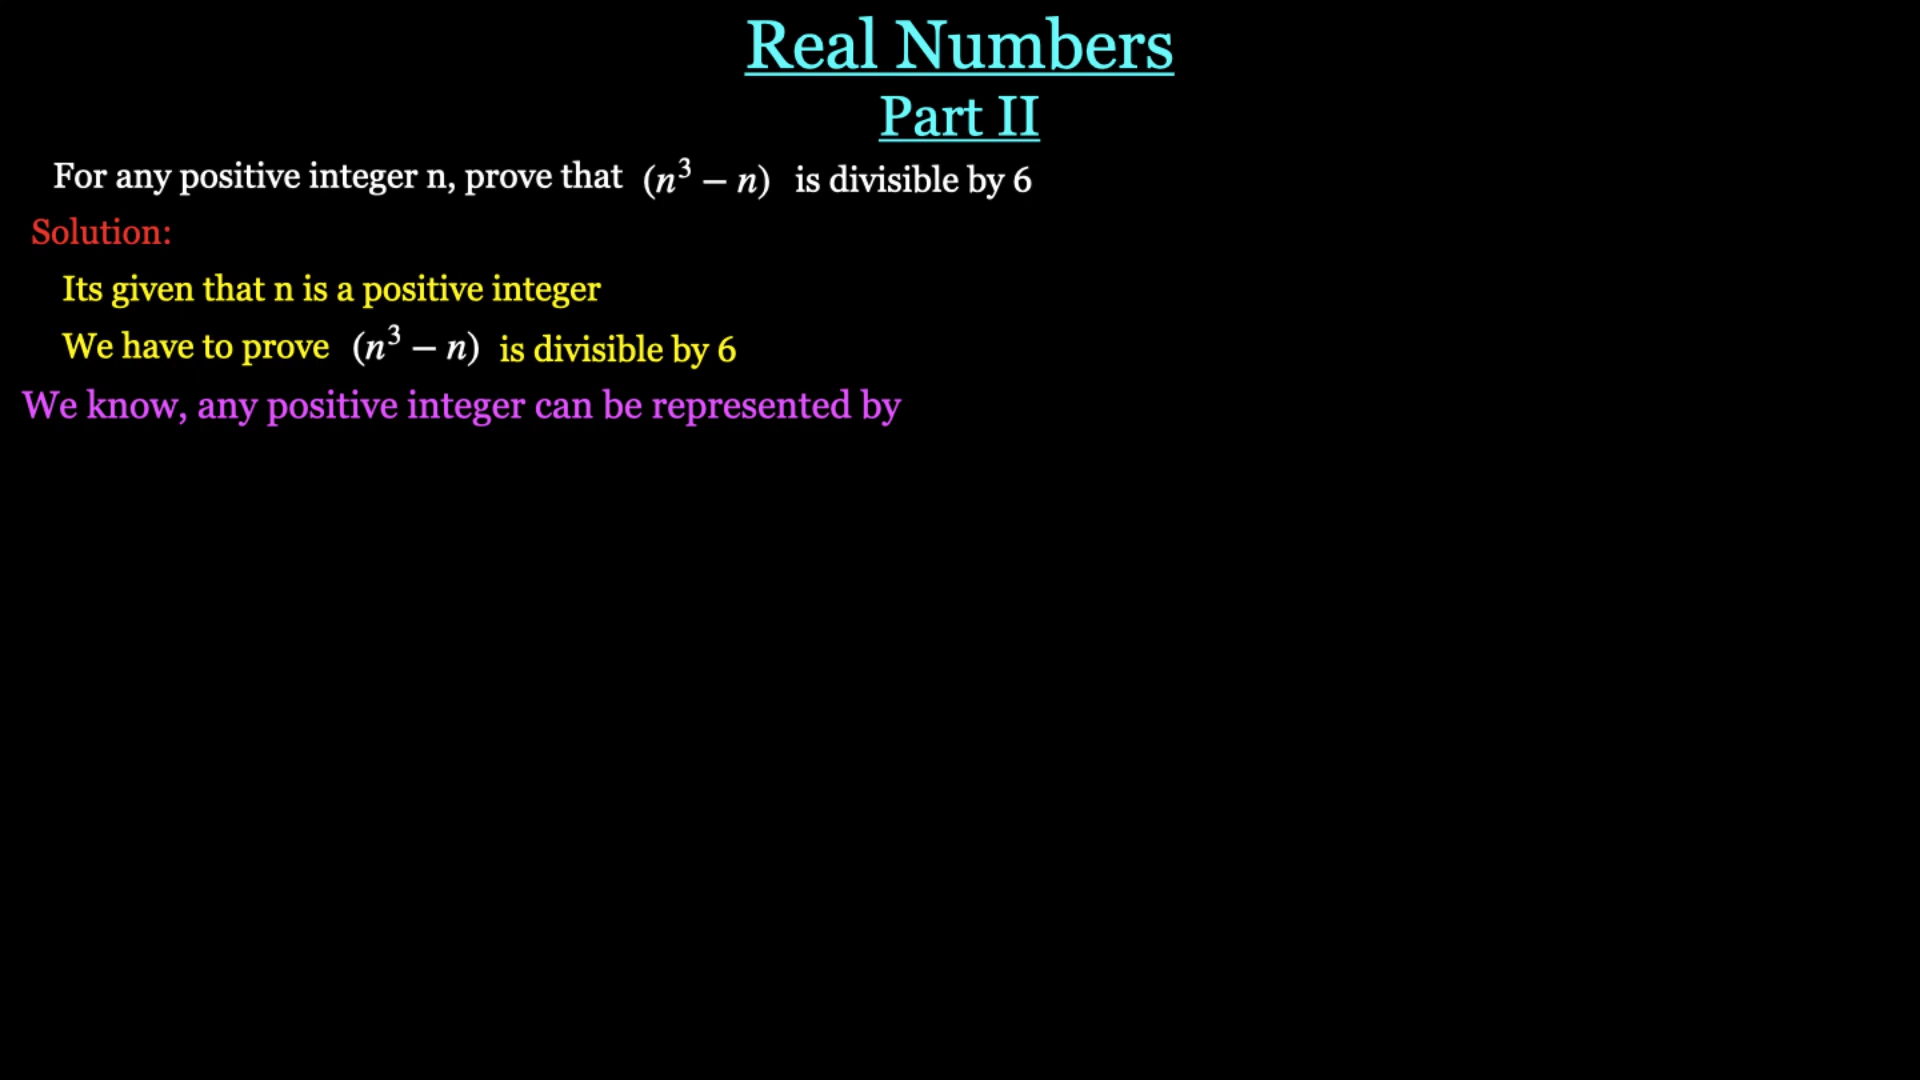 Real Numbers
Part II
For any positive integer n, prove that (n³ – n) is divisible by 6
Solution:
Its given that n is a positive integer
We have to prove (n³ – n) is divisible by 6
We know, any positive integer can be represented by